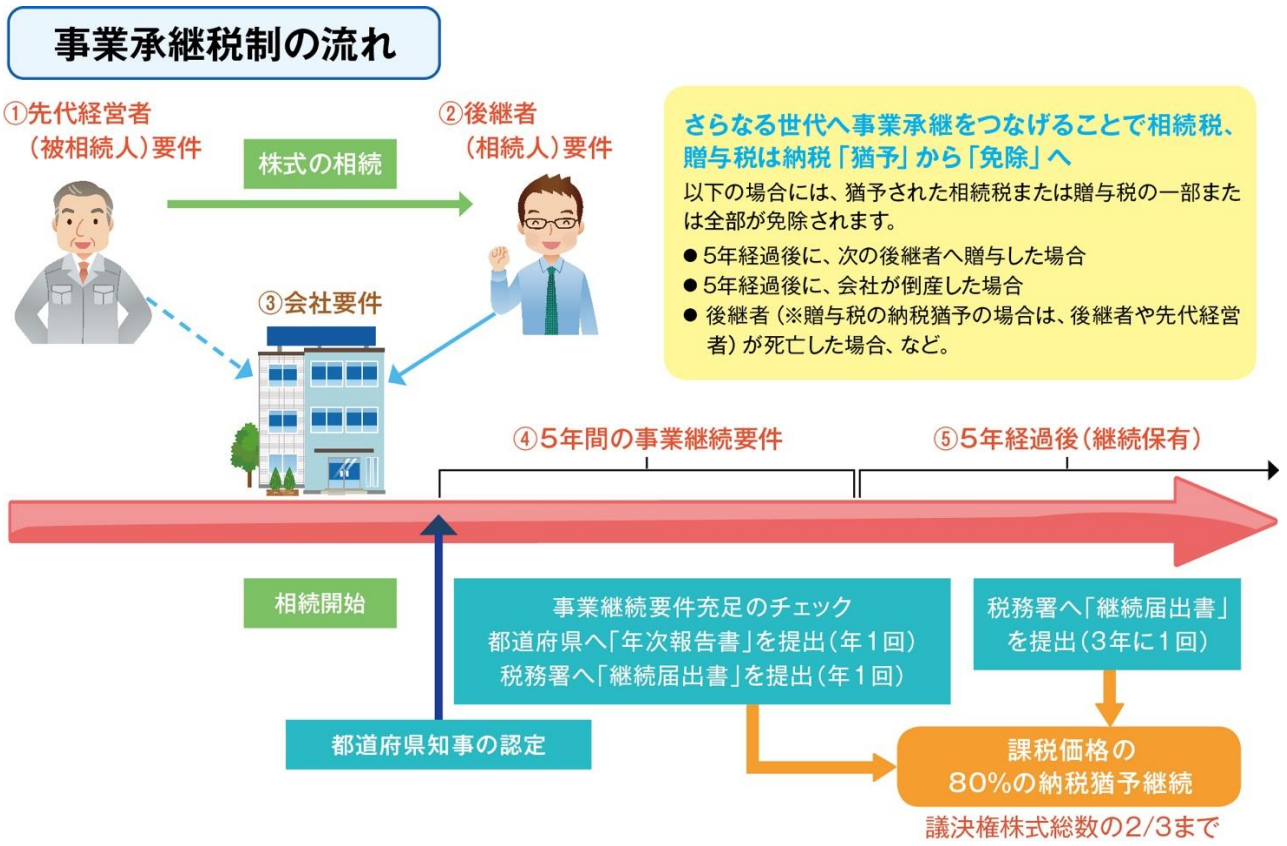 事業承継税制の流れ
①先代経営者
(被相続人)要件
株式の相続
②後継者
(相続人)要件
③会社要件
さらなる世代へ事業承継をつなげることで相続税、
贈与税は納税「猶予」から「免除」へ
以下の場合には、猶予された相続税または贈与税の一部また
は全部が免除されます。
● 5年経過後に、次の後継者へ贈与した場合
● 5年経過後に、会社が倒産した場合
● 後継者(※贈与税の納税猶予の場合は、後継者や先代経営
者)が死亡した場合、など。
④5年間の事業継続要件
⑤5年経過後(継続保有)
相続開始
都道府県知事の認定
事業継続要件充足のチェック
都道府県へ「年次報告書」を提出(年1回)
税務署へ「継続届出書」を提出(年1回)
税務署へ「継続届出書」
を提出(3年に1回)
課税価格の
80%の納税猶予継続
議決権株式総数の2/3まで